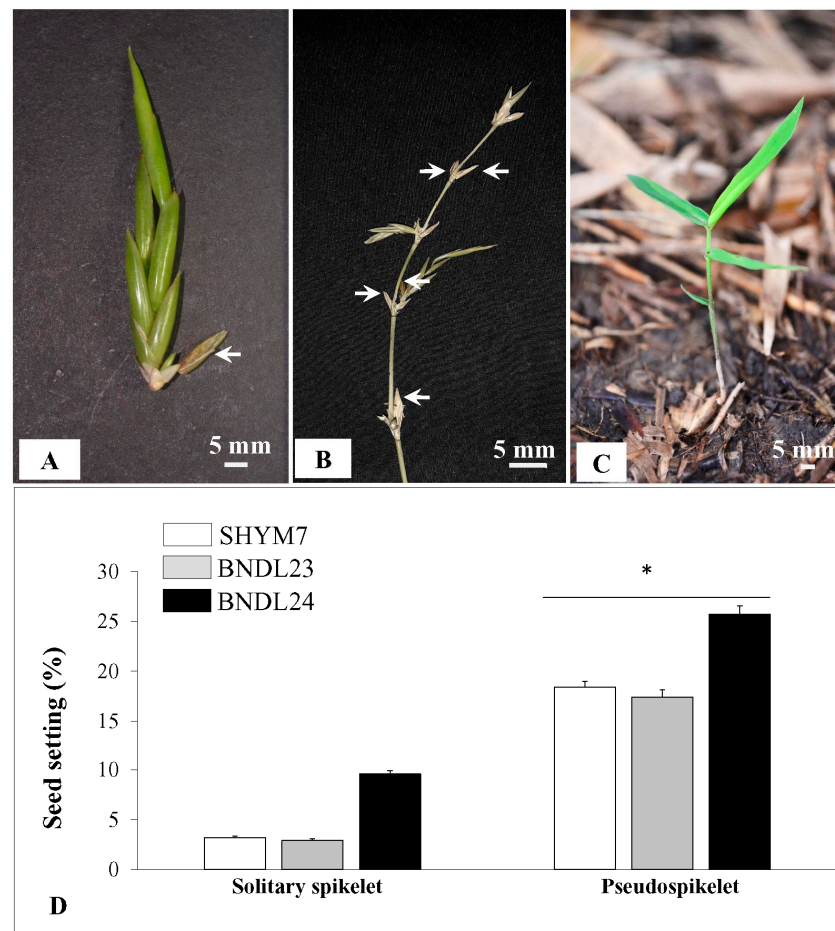 5 mm
A
5 mm
B
5 mm
C
SHYM7
BNDL23
BNDL24
30
25
20
15
10
5
0
Seed setting (%)
*
Solitary spikelet
Pseudospikelet
D